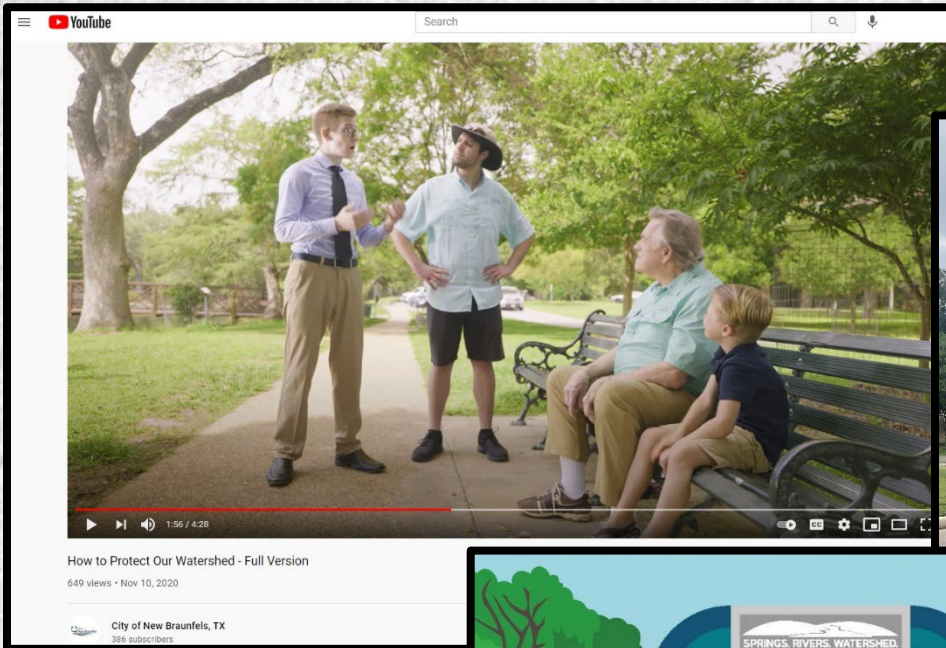 YouTube
Search
1:56 / 4:28
CC
How to Protect Our Watershed - Full Version
649 views • Nov 10, 2020
City of New Braunfels, TX
386 subscribers
SPRINGS. RIVERS. WATERSHED.